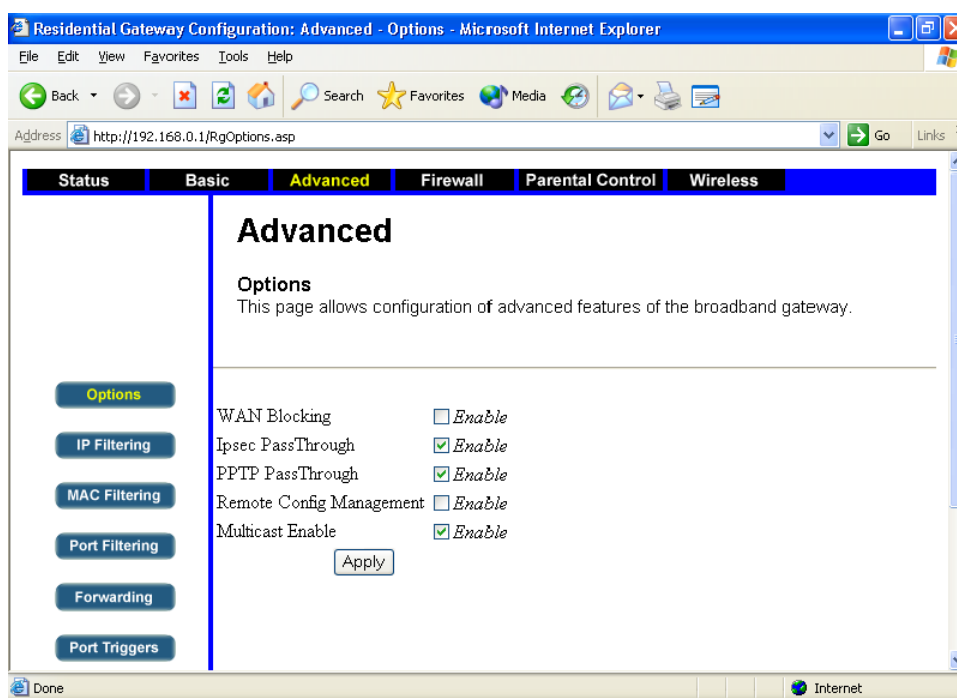 Residential Gateway Configuration: Advanced - Options - Microsoft Internet Explorer
File Edit View Favorites Tools Help
Back Search Favorites Media
Address http://192.168.0.1/RgOptions.asp Go Links
Status Basic Advanced Firewall Parental Control Wireless
Advanced
Options
This page allows configuration of advanced features of the broadband gateway.
Options
IP Filtering
MAC Filtering
Port Filtering
Forwarding
Port Triggers
WAN Blocking Enable
Ipsec PassThrough Enable
PPTP PassThrough Enable
Remote Config Management Enable
Multicast Enable Enable
Apply
Done Internet